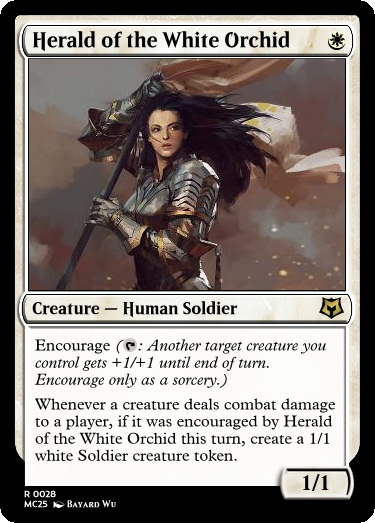 Herald of the White Orchid
Creature — Human Soldier
Encourage (: Another target creature you
control gets +1/+1 until end of turn.
Encourage only as a sorcery.)
Whenever a creature deals combat damage
to a player, if it was encouraged by Herald
of the White Orchid this turn, create a 1/1
white Soldier creature token.
1/1
R 0028
MC25 Bayard Wu